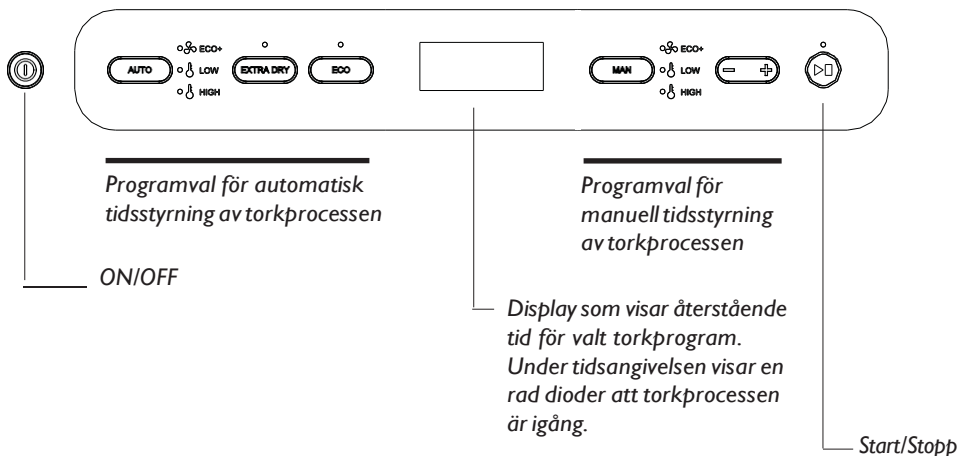 ECO+
AUTO
LOW
HIGH
EXTRA DRY
ECO
ECO+
MAN
LOW
HIGH
Programval för automatisk
tidsstyrning av torkprocessen
Programval för
manuell tidsstyrning
av torkprocessen
ON/OFF
Display som visar återstående
tid för valt torkprogram.
Under tidsangivelsen visar en
rad dioder att torkprocessen
är igång.
Start/Stopp